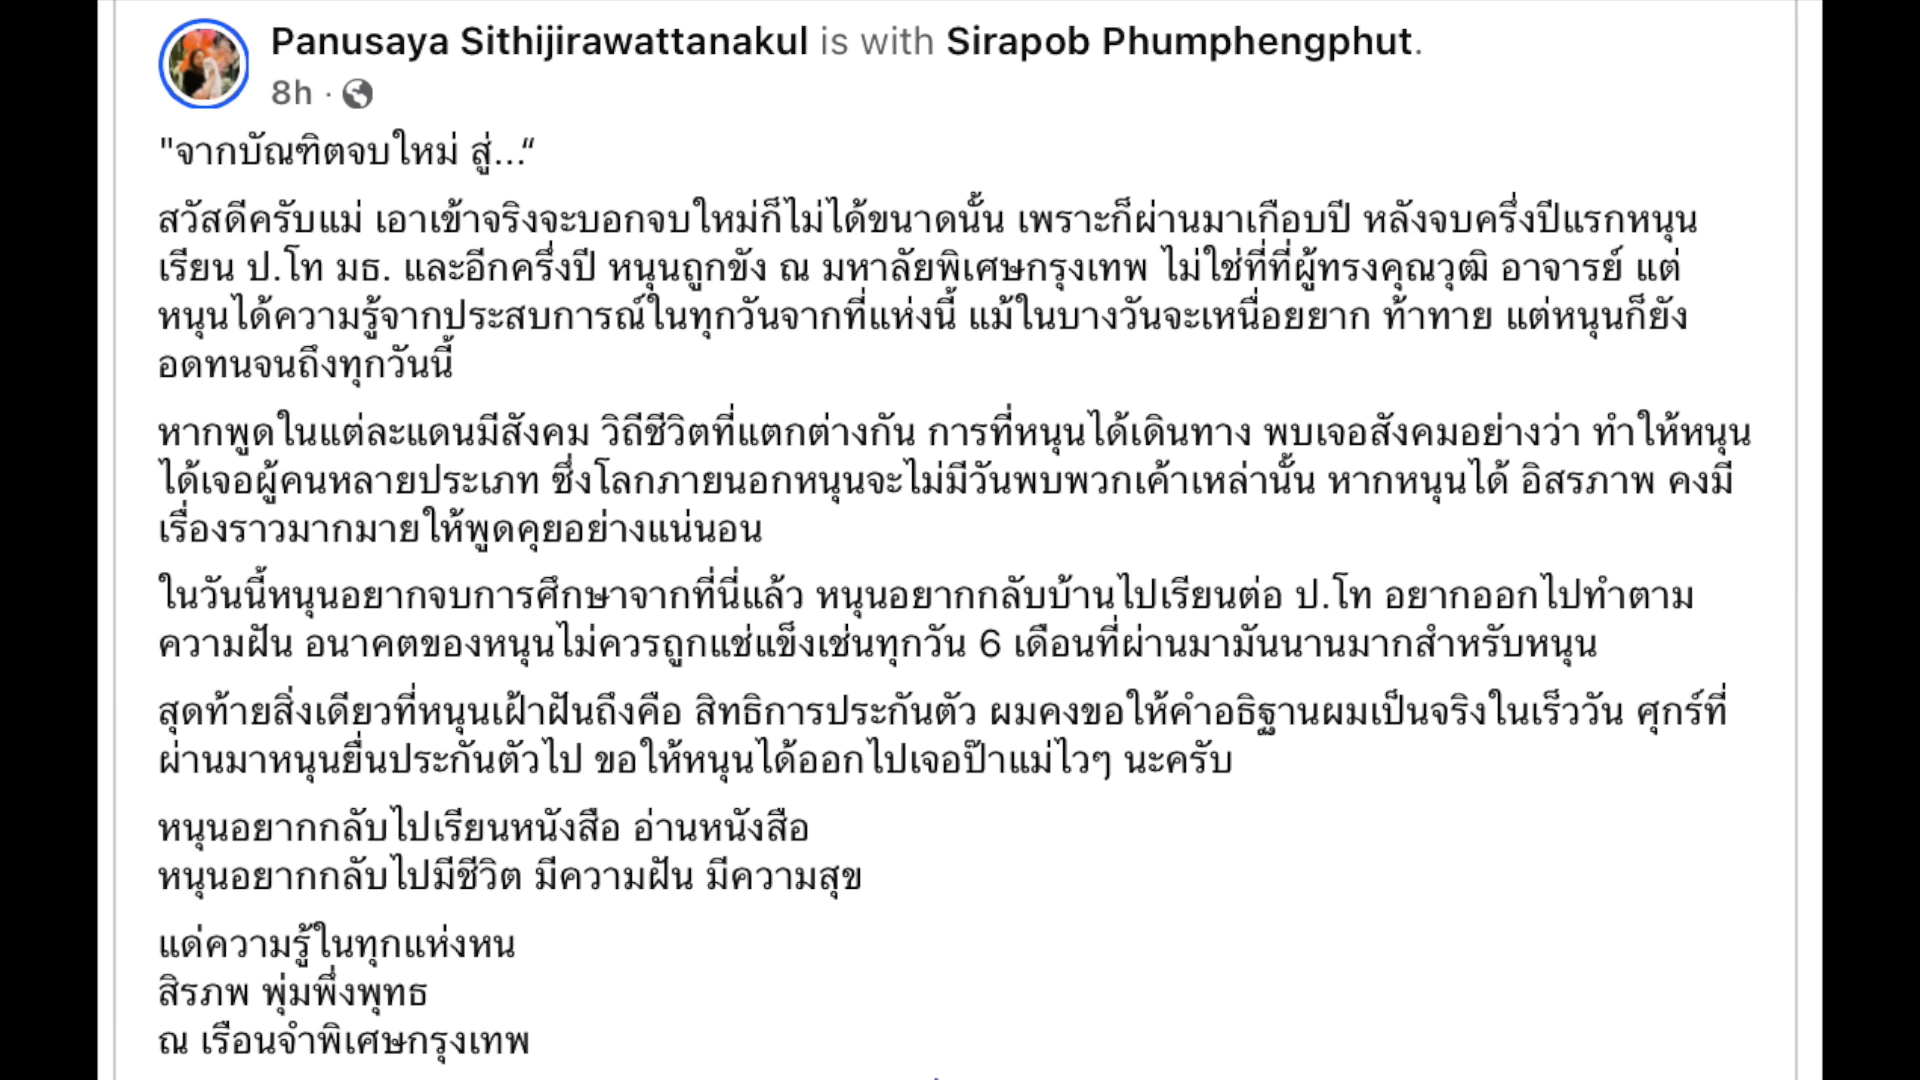 Panusaya Sithijirawattanakul is with Sirapob Phumphengphut.
8h ·
"จากบัณฑิตจบใหม่ สู่...“
สวัสดีครับแม่ เอาเข้าจริงจะบอกจบใหม่ก็ไม่ได้ขนาดนั้น เพราะก็ผ่านมาเกือบปี หลังจบครึ่งปีแรกหนุน
เรียน ป.โท มธ. และอีกครึ่งปี หนุนถูกขัง ณ มหาลัยพิเศษกรุงเทพ ไม่ใช่ที่ที่ผู้ทรงคุณวุฒิ อาจารย์ แต่
หนุนได้ความรู้จากประสบการณ์ในทุกวันจากที่แห่งนี้ แม้ในบางวันจะเหนื่อยยาก ท้าทาย แต่หนุนก็ยัง
อดทนจนถึงทุกวันนี้
หากพูดในแต่ละแดนมีสังคม วิถีชีวิตที่แตกต่างกัน การที่หนุนได้เดินทาง พบเจอสังคมอย่างว่า ทำให้หนุน
ได้เจอผู้คนหลายประเภท ซึ่งโลกภายนอกหนุนจะไม่มีวันพบพวกเค้าเหล่านั้น หากหนุนได้ อิสรภาพ คงมี
เรื่องราวมากมายให้พูดคุยอย่างแน่นอน
ในวันนี้หนุนอยากจบการศึกษาจากที่นี่แล้ว หนุนอยากกลับบ้านไปเรียนต่อ ป.โท อยากออกไปทำตาม
ความฝัน อนาคตของหนุนไม่ควรถูกแช่แข็งเช่นทุกวัน 6 เดือนที่ผ่านมามันนานมากสำหรับหนุน
สุดท้ายสิ่งเดียวที่หนุนเฝ้าฝันถึงคือ สิทธิการประกันตัว ผมคงขอให้คำอธิฐานผมเป็นจริงในเร็ววัน ศุกร์ที่
ผ่านมาหนุนยื่นประกันตัวไป ขอให้หนุนได้ออกไปเจอป๊าแม่ไวๆ นะครับ
หนุนอยากกลับไปเรียนหนังสือ อ่านหนังสือ
หนุนอยากกลับไปมีชีวิต มีความฝัน มีความสุข
แด่ความรู้ในทุกแห่งหน
สิรภพ พุ่มพึ่งพุทธ
ณ เรือนจำพิเศษกรุงเทพ